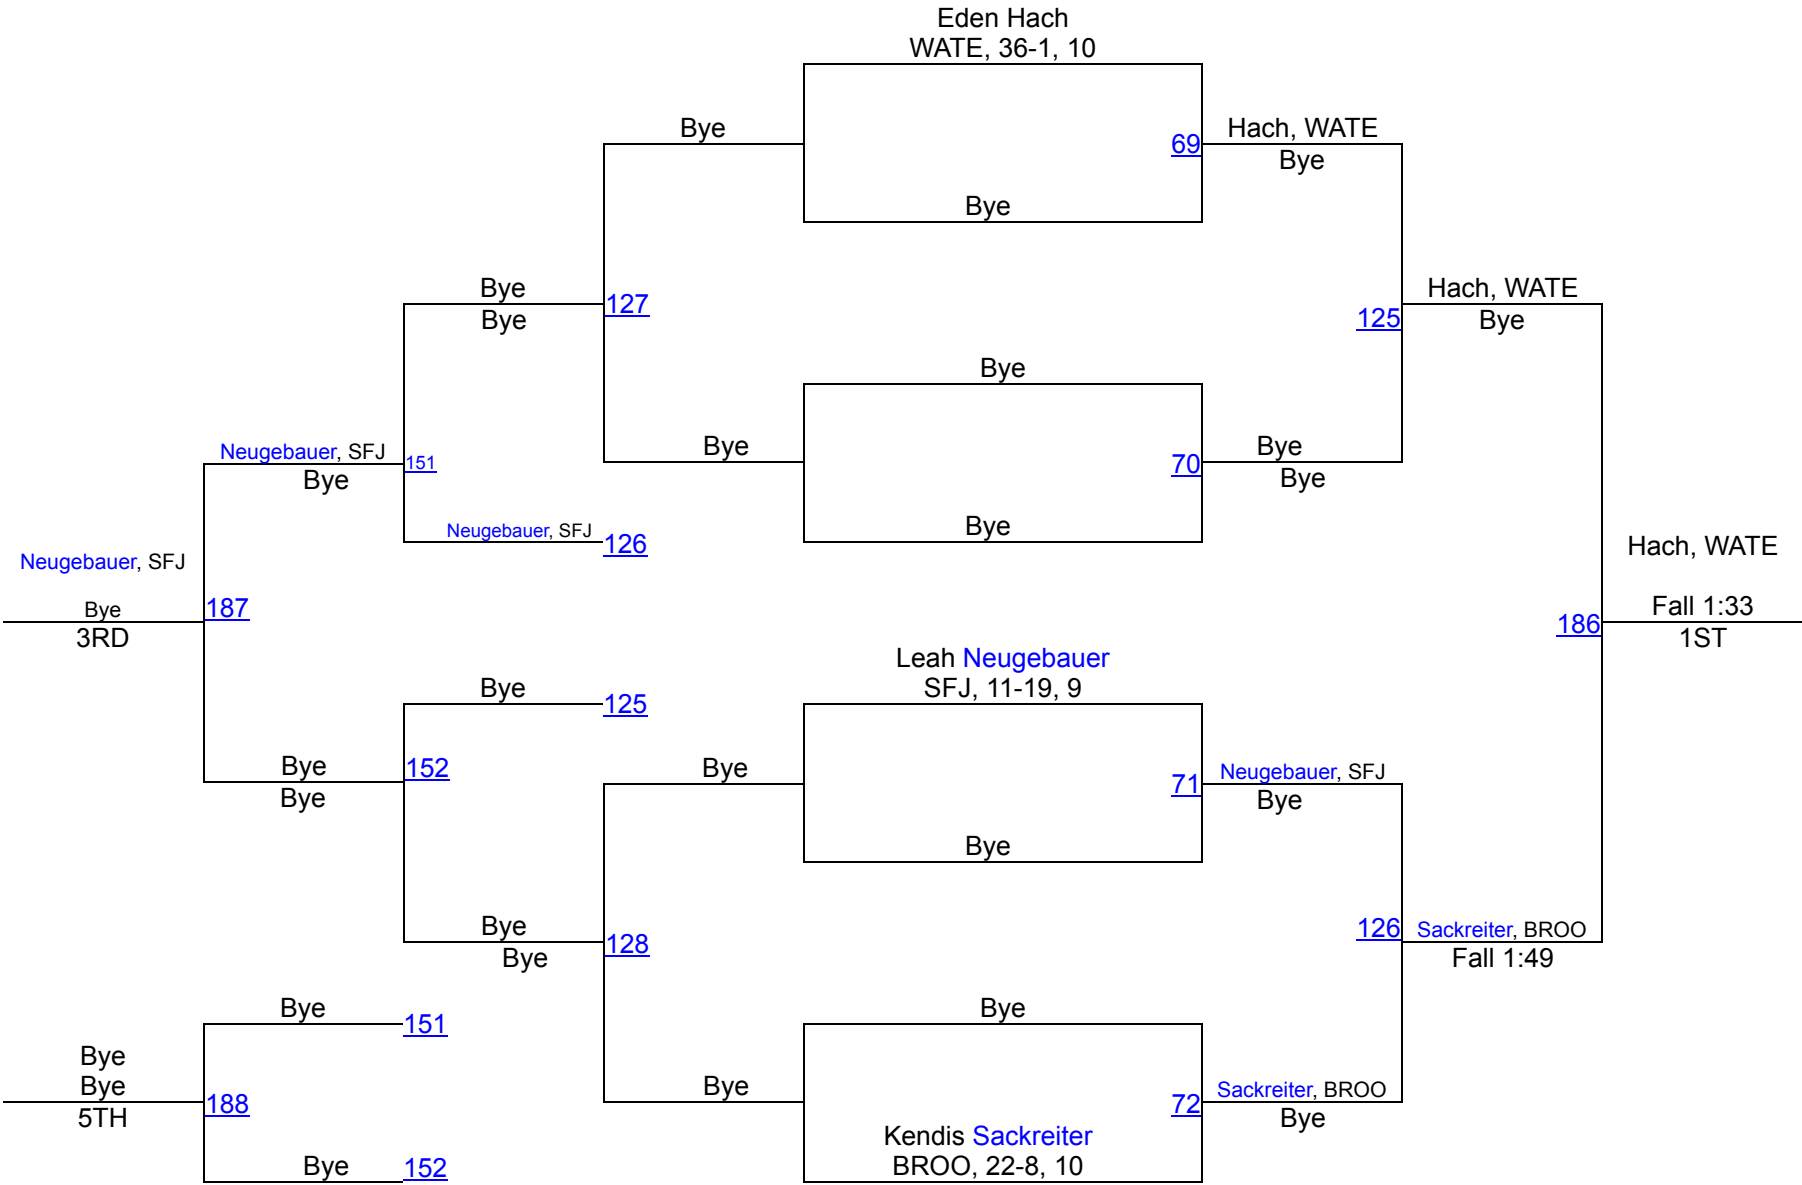 Eden Hach
WATE, 36-1, 10
Bye
69
Hach, WATE
Bye
Bye
Bye
Bye
127
Hach, WATE
125
Bye
Bye
Bye
70
Bye
Bye
Neugebauer, SFJ
151
Bye
Bye
Neugebauer, SFJ
126
Hach, WATE
Neugebauer, SFJ
Bye
187
3RD
186
Fall 1:33
1ST
Leah Neugebauer
SFJ, 11-19, 9
Bye
125
Bye
152
Bye
Bye
71
Neugebauer, SFJ
Bye
Bye
Bye
128
Bye
126
Sackreiter, BROO
Fall 1:49
Bye
151
Bye
Bye
Bye
188
5TH
Bye
72
Sackreiter, BROO
Bye
Kendis Sackreiter
BROO, 22-8, 10
Bye
152